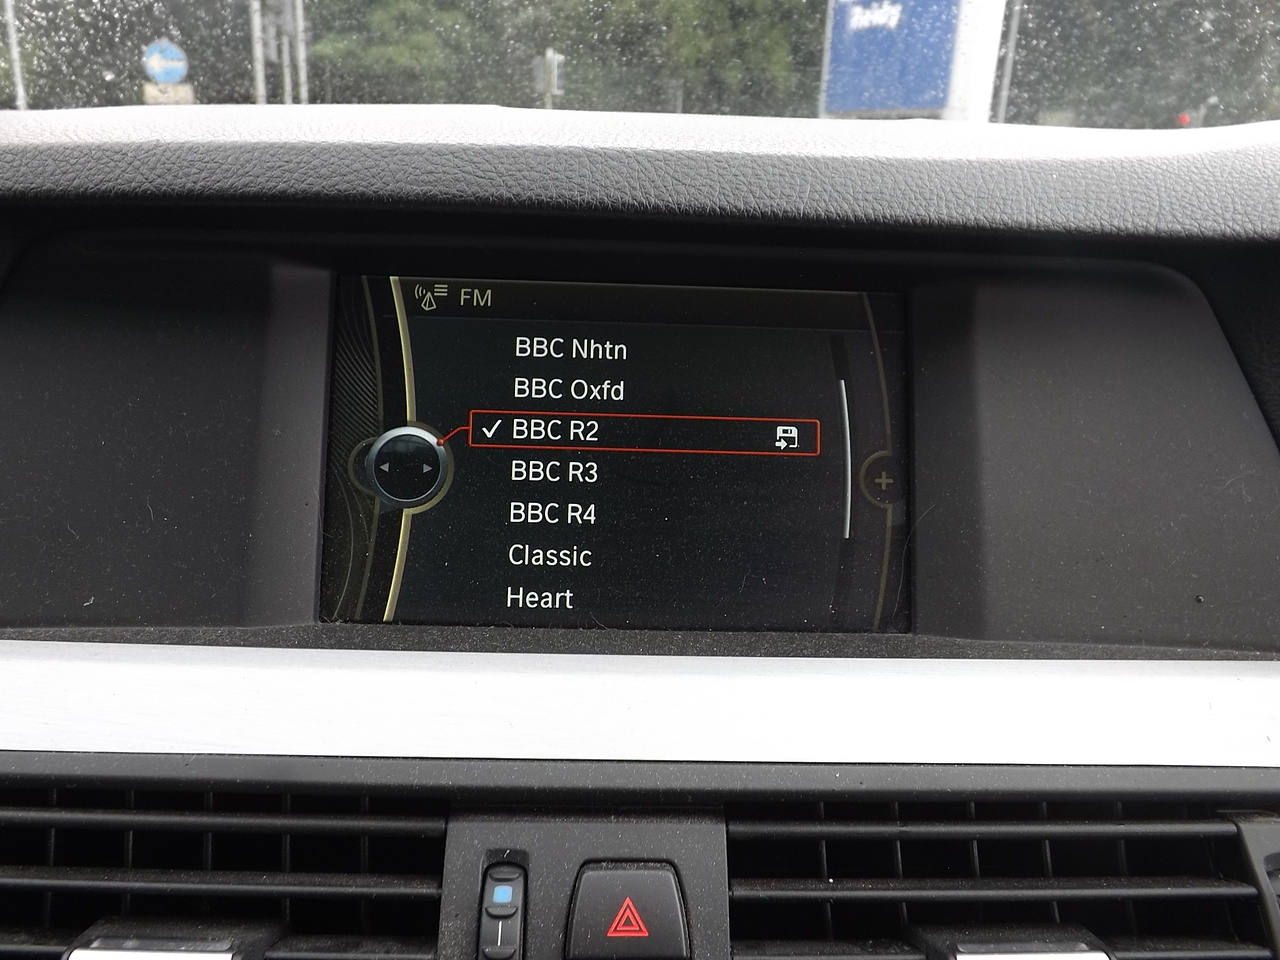 FM
BBC Nhtn
BBC Oxfd
BBC R2
BBC R3
BBC R4
Classic
Heart